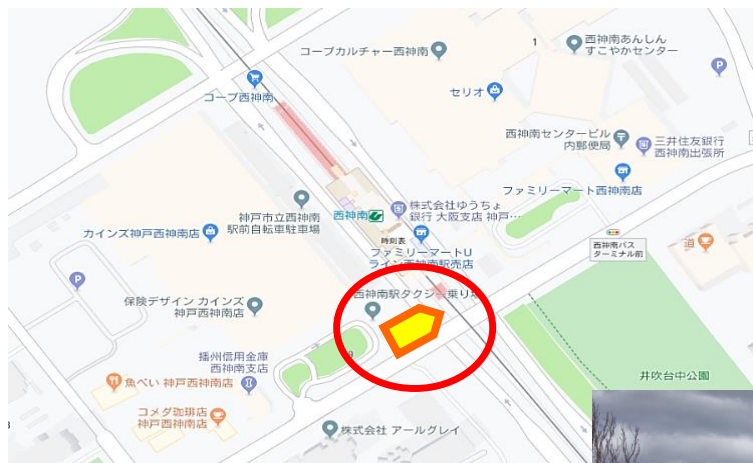 コープカルチャー西神南
1
西神南あんしん
すこやかセンター
P
コープ西神南
セリオ
西神南センタービル
内郵便局
三井住友銀行
西神南出張所
ファミリーマート西神南店
神戸市立西神南
駅前自転車駐車場
西神南
株式会社ゆうちょ
銀行 大阪支店 神戸…
カインズ神戸西神南店
時刻表
ファミリーマートU
ライン西神南駅売店
西神南バス
ターミナル前
P
保険デザイン カインズ
神戸西神南店
西神南駅タクシー乗り場
9
播州信用金庫
西神南支店
魚べい 神戸西神南店
井吹台中公園
コメダ珈琲店
神戸西神南店
株式会社 アールグレイ